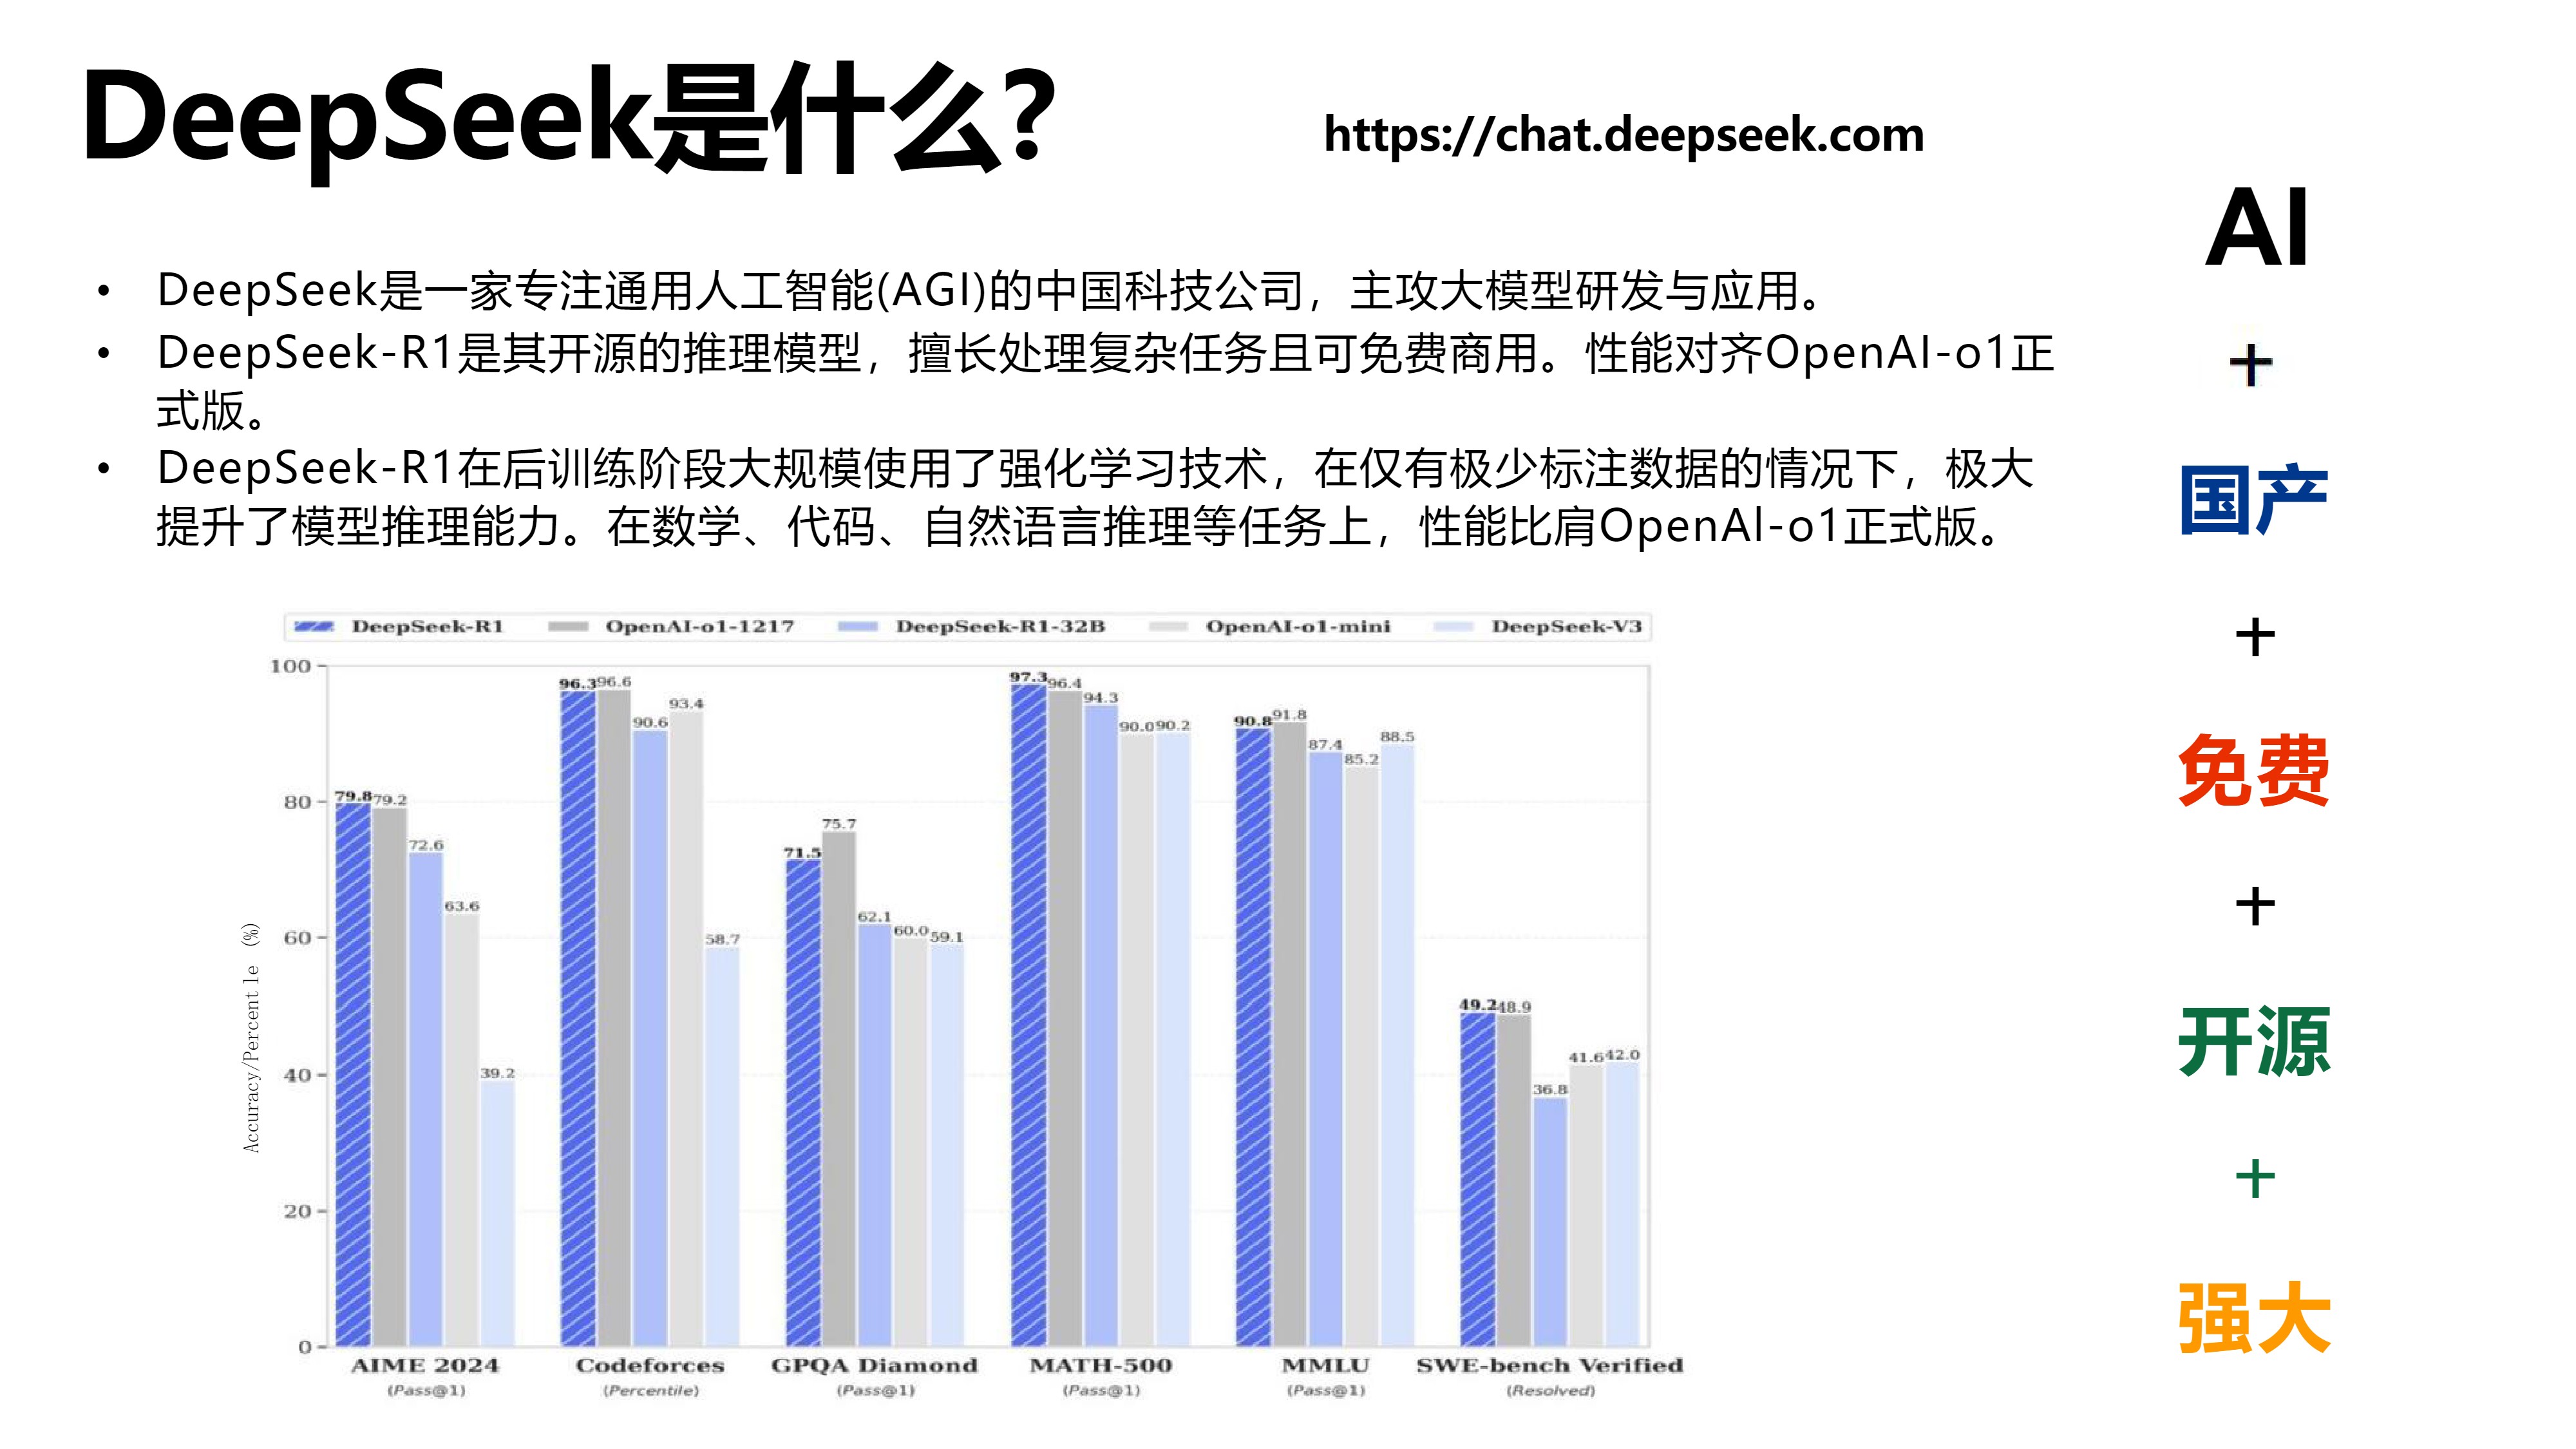 DeepSeek是什么?
https://chat.deepseek.com
• DeepSeek是一家专注通用人工智能(AGI)的中国科技公司，主攻大模型研发与应用。
• DeepSeek-R1是其开源的推理模型，擅长处理复杂任务且可免费商用。性能对齐OpenAI-o1正
式版。
• DeepSeek-R1在后训练阶段大规模使用了强化学习技术，在仅有极少标注数据的情况下，极大
提升了模型推理能力。在数学、代码、自然语言推理等任务上，性能比肩OpenAI-o1正式版。
AI
+
国产
+
免费
+
开源
+
强大
DeepSeek-R1 OpenAI-o1-1217 DeepSeek-R1-32B OpenAI-o1-mini DeepSeek-V3
Accuracy/Percentile (%)
100
80
60
40
20
0
79.8 79.2 72.6 63.6 39.2
96.3 96.6 90.6 93.4 58.7
71.5 75.7 62.1 60.0 59.1
97.3 96.4 94.3 90.0 90.2
90.8 91.8 87.4 85.2 88.5
49.2 48.9 36.8 41.6 42.0
AIME 2024 Codeforces GPQA Diamond MATH-500 MMLU SWE-bench Verified
(Pass@1) (Percentile) (Pass@1) (Pass@1) (Pass@1) (Resolved)